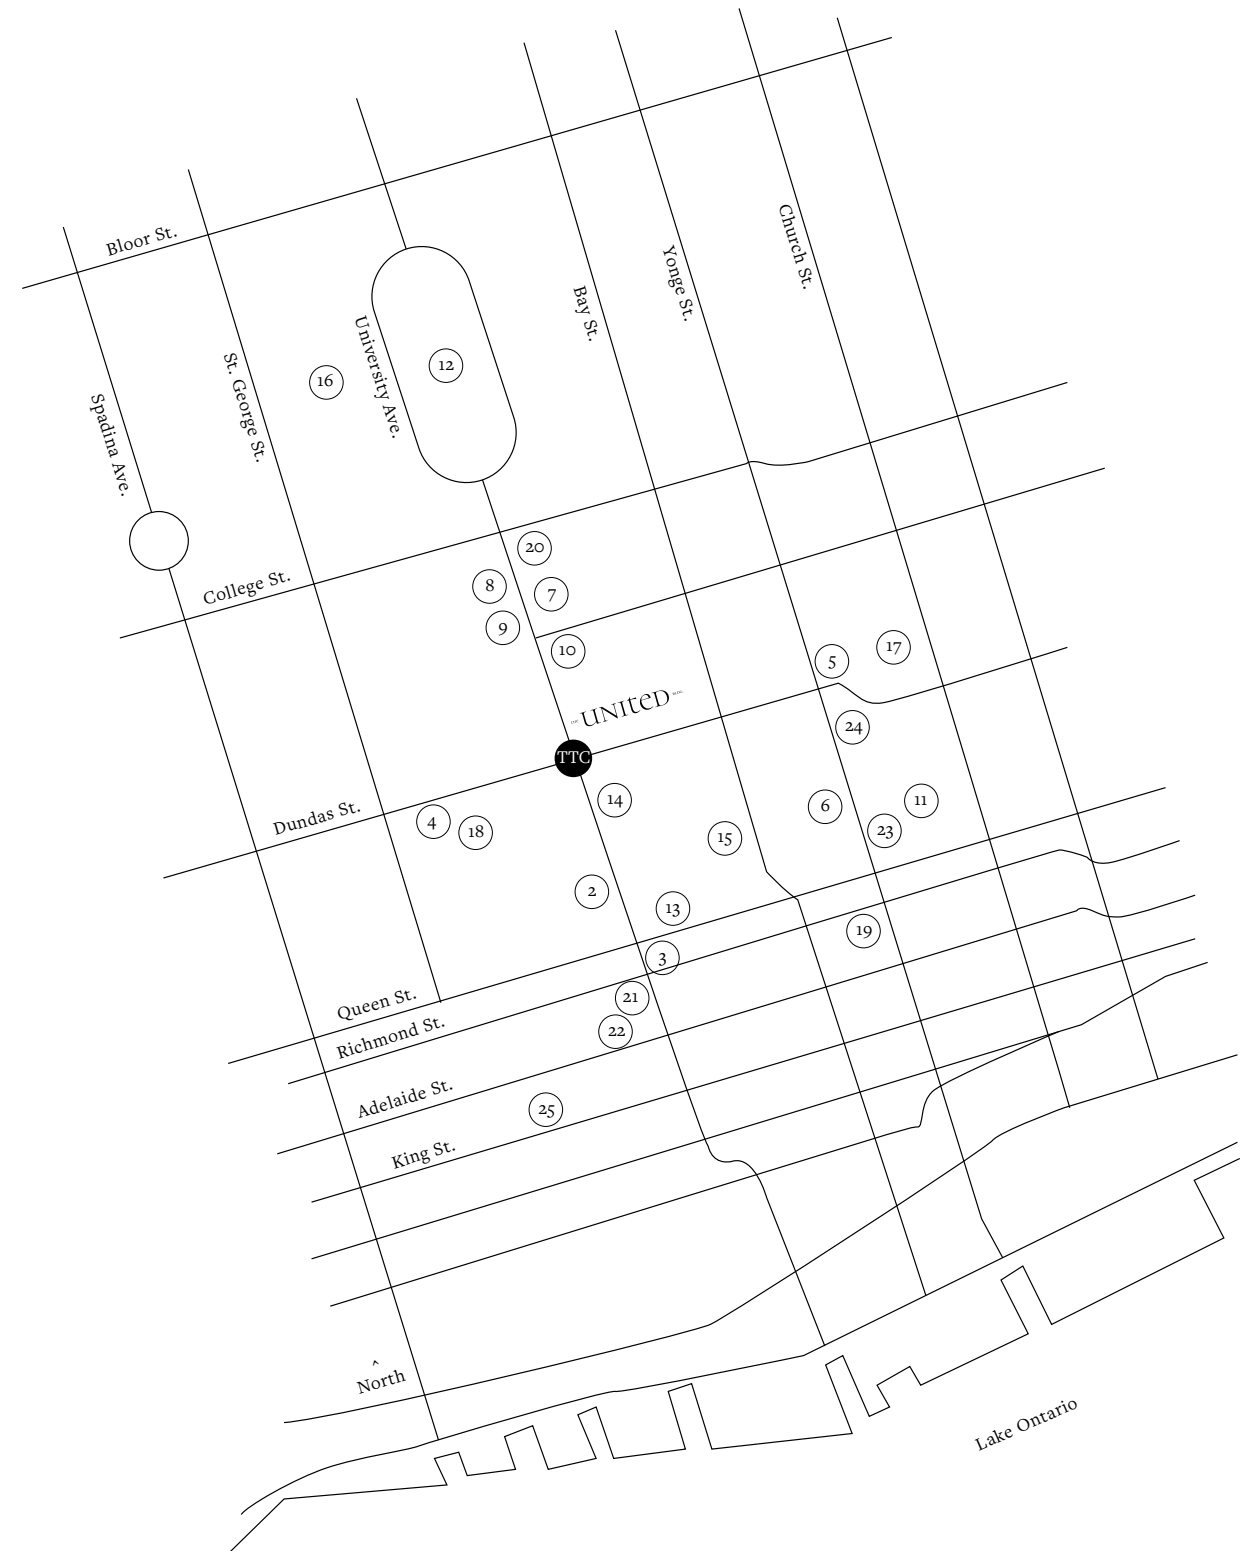 Bloor St.
Church St.
Yonge St.
Bay St.
University Ave.
St. George St.
Spadina Ave.
16
12
College St.
20
8
7
9
10
5
17
UNITED
24
TTC
Dundas St.
4
18
14
6
11
15
23
2
13
19
3
Queen St.
21
Richmond St.
22
Adelaide St.
25
King St.
^
North
Lake Ontario